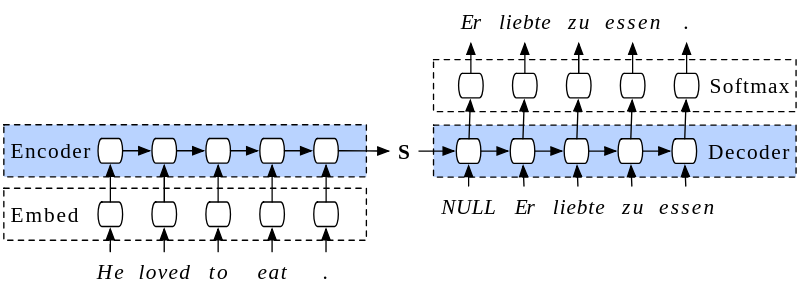 Er liebte zu essen .
Softmax
Encoder
S
Decoder
Embed
NULL Er liebte zu essen
He loved to eat .